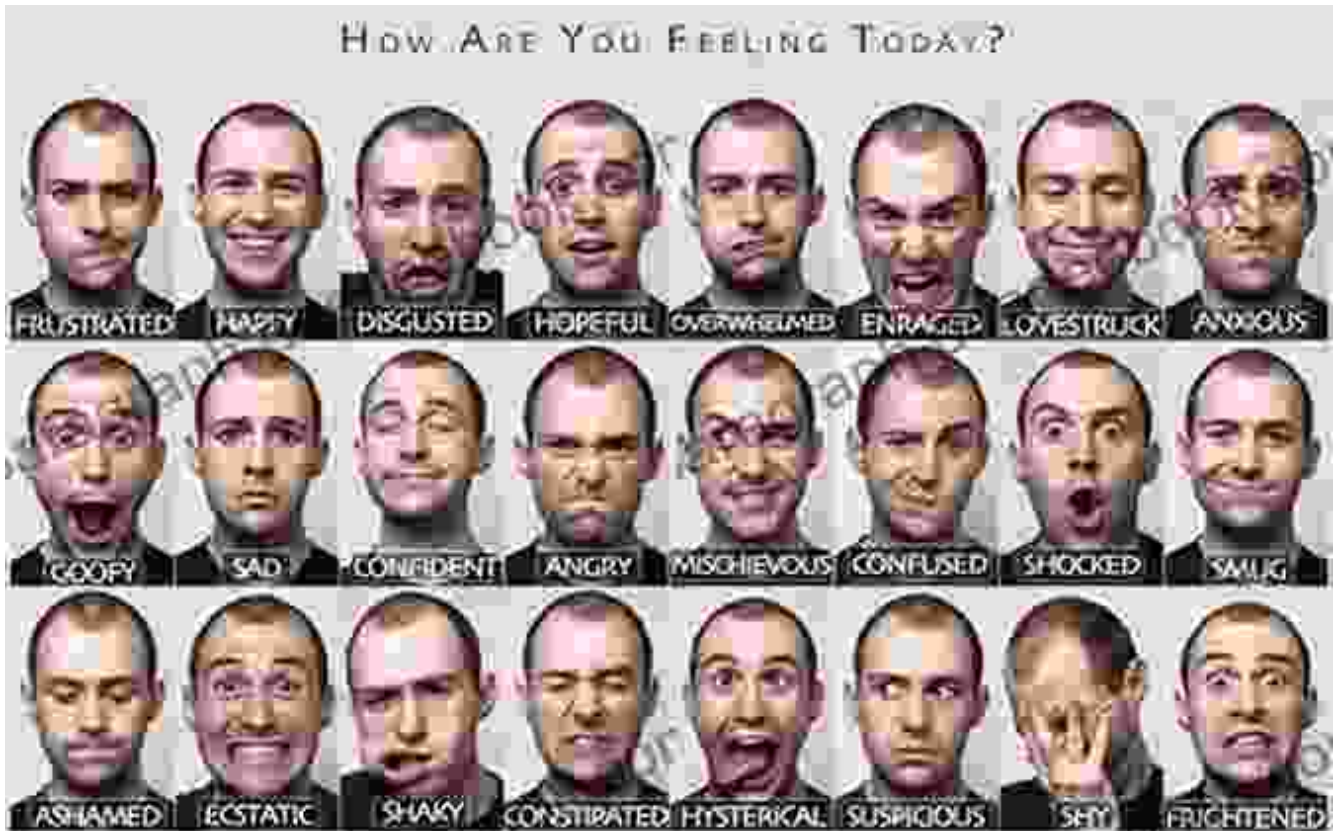 HOW ARE YOU FEELING TODAY?
FRUSTRATED HAPPY DISGUSTED HOPEFUL OVERWHELMED ENRAGED LOVESTRUCK ANXIOUS
GOOFY SAD CONFIDENT ANGRY MISCHIEVOUS CONFUSED SHOCKED SMUG
ASHAMED ECSTATIC SHAKY CONSTIPATED HYSTERICAL SUSPICIOUS SHY FRIGHTENED